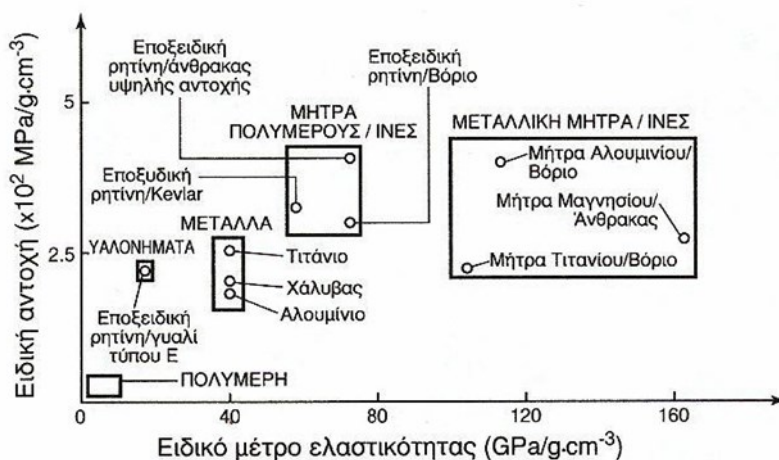 Εποξειδική
ρητίνη/άνθρακας
υψηλής αντοχής
Εποξειδική
ρητίνη/Βόριο
ΜΗΤΡΑ
ΠΟΛΥΜΕΡΟΥΣ / ΙΝΕΣ
ΜΕΤΑΛΛΙΚΗ ΜΗΤΡΑ / ΙΝΕΣ
Μήτρα Αλουμινίου/
Βόριο
Μήτρα Μαγνησίου/
Άνθρακας
Μήτρα Τιτανίου/Βόριο
Εποξυδική
ρητίνη/Kevlar
ΜΕΤΑΛΛΑ
Τιτάνιο
Χάλυβας
Αλουμίνιο
ΥΑΛΟΝΗΜΑΤΑ
Εποξειδική
ρητίνη/γυαλί
τύπου Ε
ΠΟΛΥΜΕΡΗ
5
2.5
0
0
40
80
120
160
Ειδική αντοχή (x10² MPa/g·cm⁻³)
Ειδικό μέτρο ελαστικότητας (GPa/g·cm⁻³)